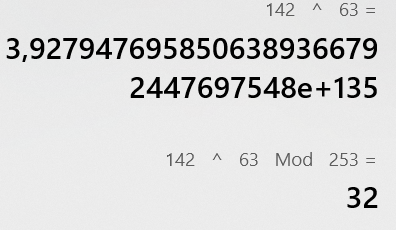 142 ^ 63 =
3,927947695850638936679
2447697548e+135
142 ^ 63 Mod 253 =
32